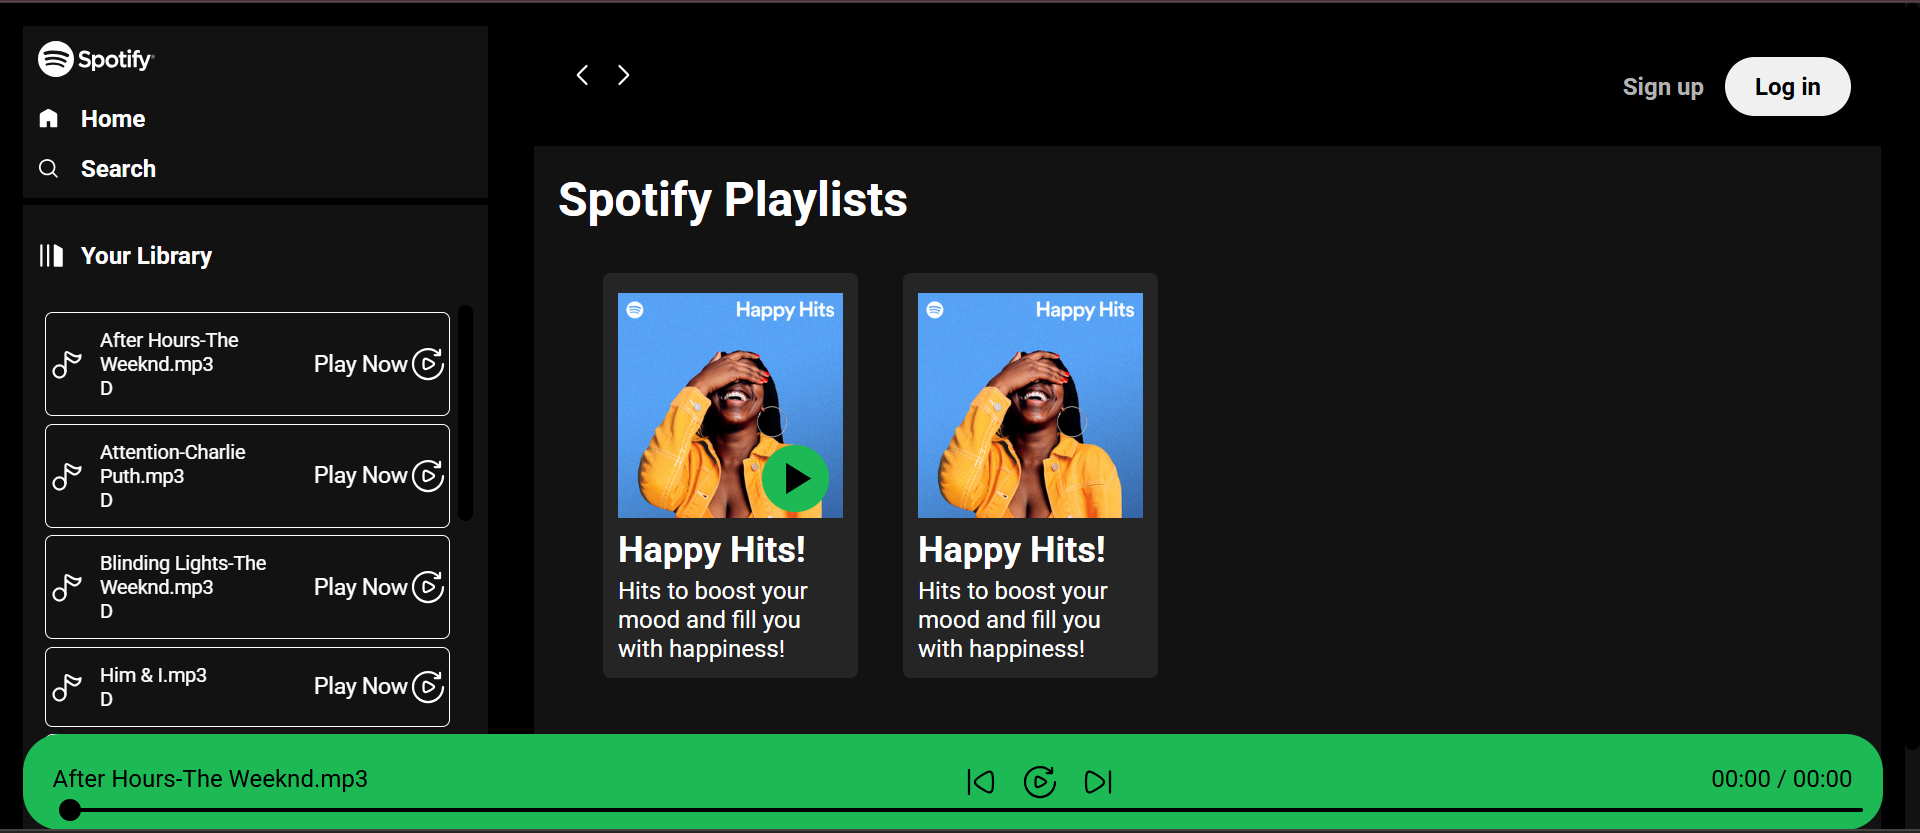 Spotify
Home
Search
Your Library
After Hours-The
Weeknd.mp3
D
Play Now
Attention-Charlie
Puth.mp3
D
Play Now
Blinding Lights-The
Weeknd.mp3
D
Play Now
Him & I.mp3
D
Play Now
Sign up
Log in
Spotify Playlists
Happy Hits
Happy Hits!
Hits to boost your
mood and fill you
with happiness!
Happy Hits
Happy Hits!
Hits to boost your
mood and fill you
with happiness!
After Hours-The Weeknd.mp3
00:00 / 00:00